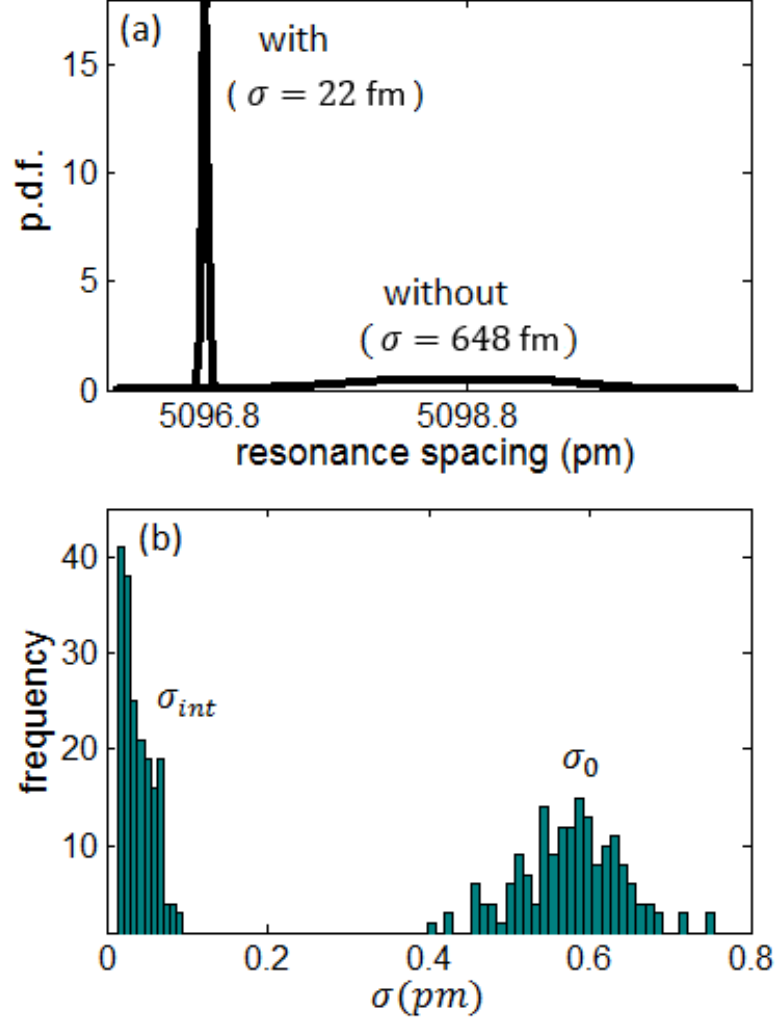 (a)
with
( σ = 22 fm )
15
10
5
0
p.d.f.
without
( σ = 648 fm )
5096.8 5098.8
resonance spacing (pm)
(b)
40
30
20
10
frequency
σint
σ0
0 0.2 0.4 0.6 0.8
σ(pm)